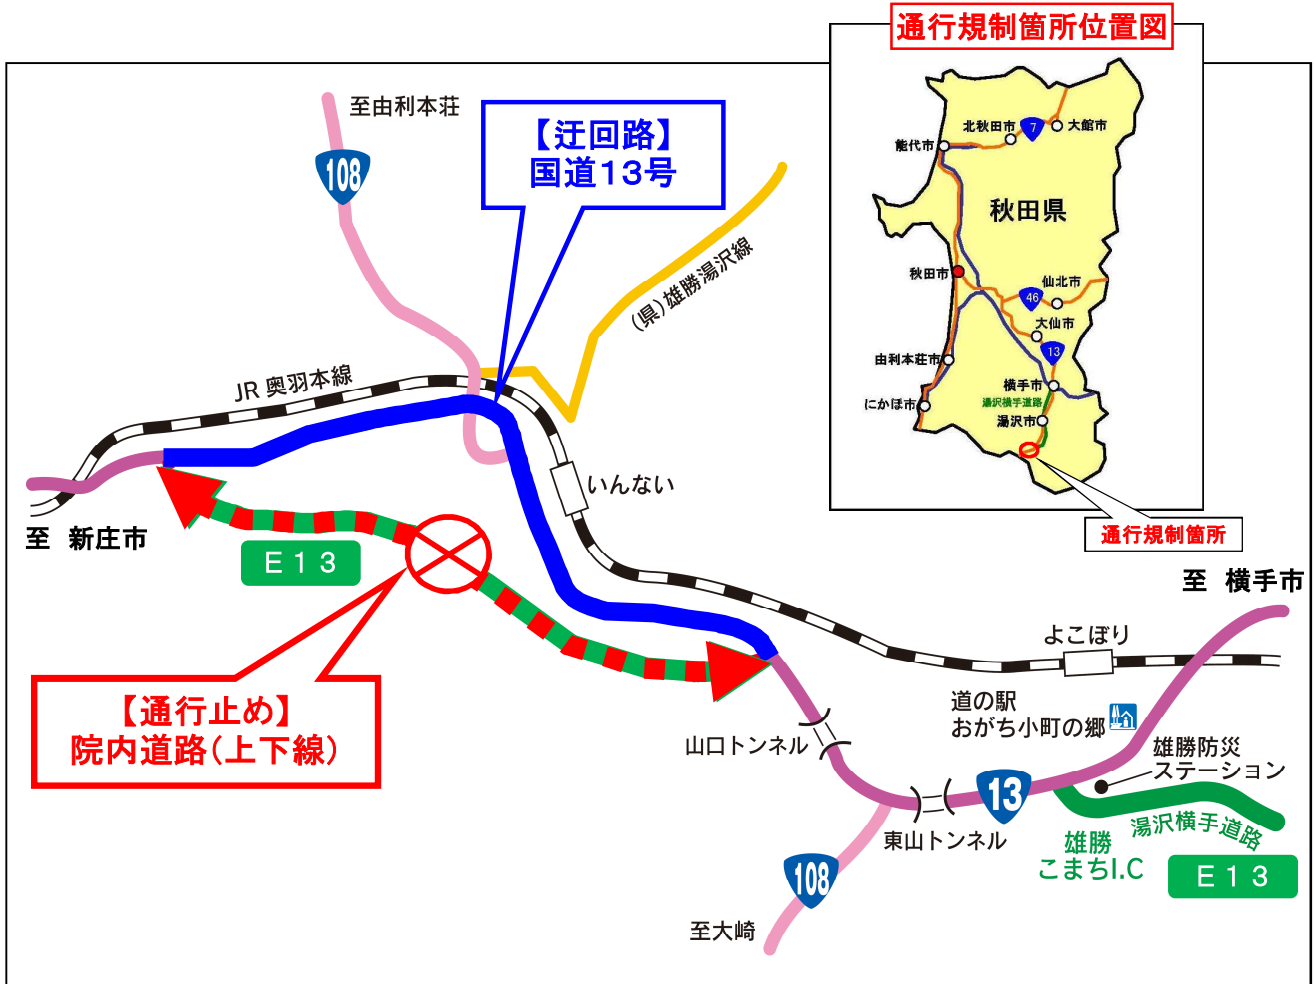 通行規制箇所位置図
北秋田市
7
大館市
能代市
秋田県
秋田市
仙北市
46
大仙市
13
由利本荘市
横手市
湯沢横手道路
にかほ市
湯沢市
通行規制箇所
至由利本荘
108
【迂回路】
国道13号
(県)雄勝湯沢線
JR 奥羽本線
いんない
至 新庄市
E13
【通行止め】
院内道路(上下線)
至 横手市
よこぼり
道の駅
おがち小町の郷
山口トンネル
雄勝防災
ステーション
13
東山トンネル
湯沢横手道路
雄勝
こまちI.C
E13
108
至大崎